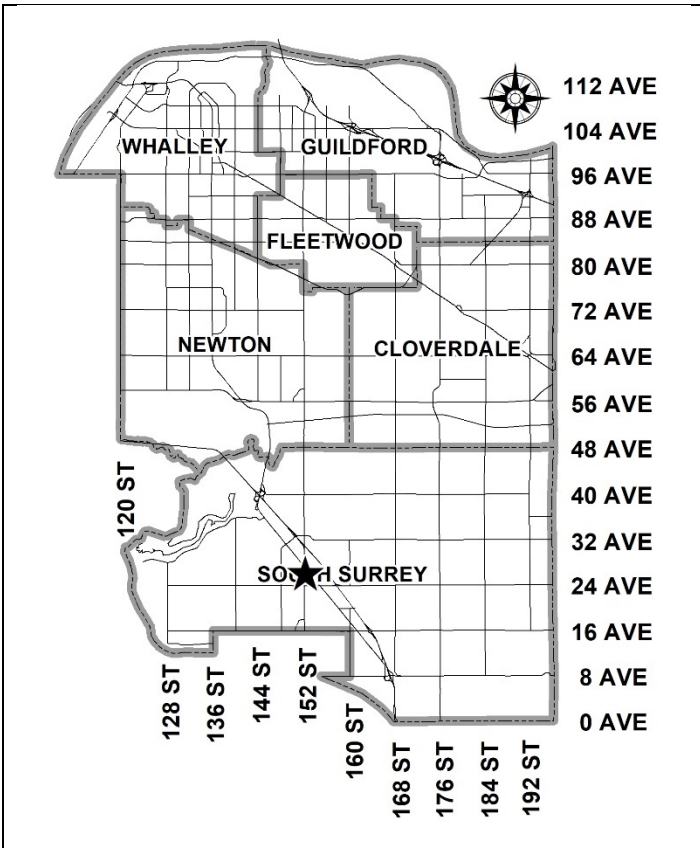 112 AVE
104 AVE
WHALLEY
GUILDFORD
96 AVE
88 AVE
FLEETWOOD
80 AVE
72 AVE
NEWTON
CLOVERDALE
64 AVE
56 AVE
48 AVE
120 ST
40 AVE
32 AVE
SOUTH SURREY
24 AVE
16 AVE
8 AVE
0 AVE
128 ST
136 ST
144 ST
152 ST
160 ST
168 ST
176 ST
184 ST
192 ST